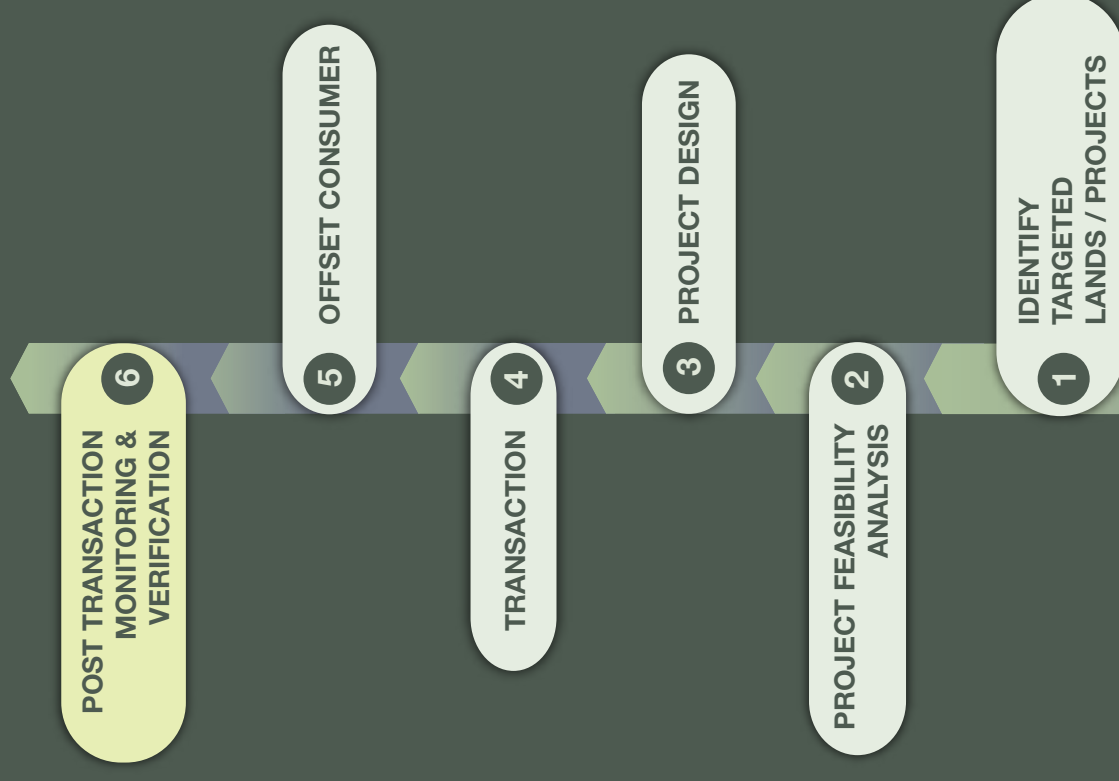 1
IDENTIFY
TARGETED
LANDS / PROJECTS
2
PROJECT FEASIBILITY
ANALYSIS
3
PROJECT DESIGN
4
TRANSACTION
5
OFFSET CONSUMER
6
POST TRANSACTION
MONITORING &
VERIFICATION